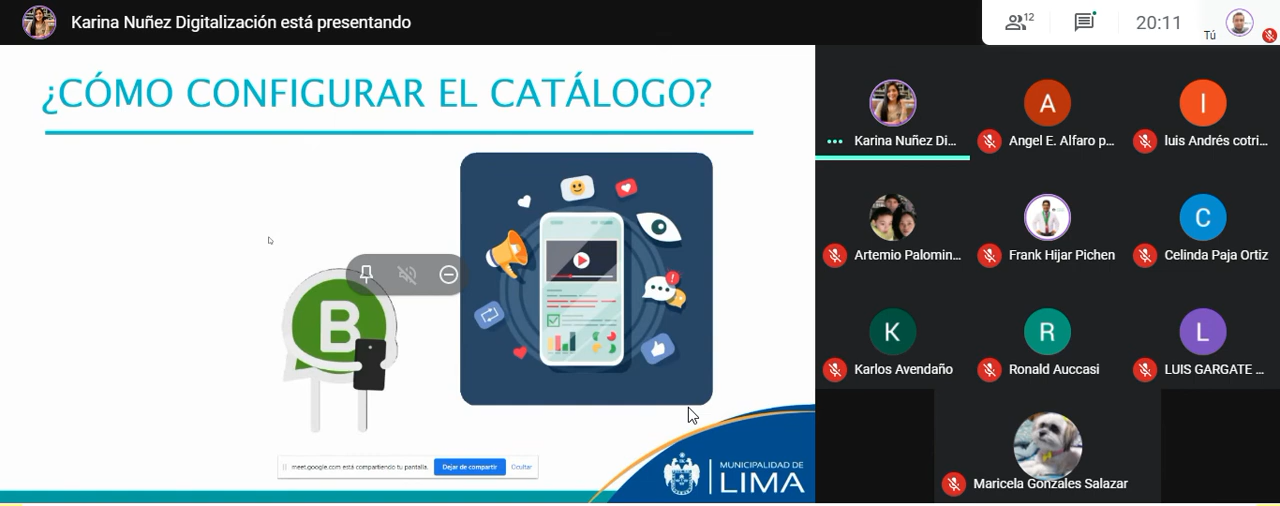 Karina Nuñez Digitalización está presentando
12
20:11
Tú
¿CÓMO CONFIGURAR EL CATÁLOGO?
B
meet.google.com está compartiendo tu pantalla.
Dejar de compartir
Ocultar
MUNICIPALIDAD DE
LIMA
Karina Nuñez Di...
A
Angel E. Alfaro p...
I
luis Andrés cotri...
Artemio Palomin...
Frank Hijar Pichen
C
Celinda Paja Ortiz
K
Karlos Avendaño
R
Ronald Auccasi
L
LUIS GARGATE ...
Maricela Gonzales Salazar